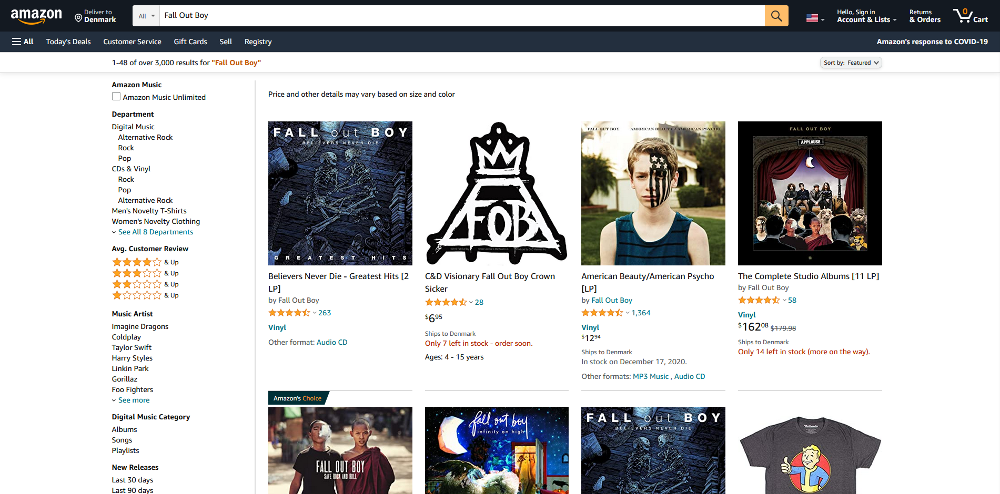 amazon
Deliver to
Denmark
All
Fall Out Boy
Hello, Sign in
Account & Lists
Returns
& Orders
0
Cart
All
Today's Deals
Customer Service
Gift Cards
Sell
Registry
Amazon's response to COVID-19
1-48 of over 3,000 results for "Fall Out Boy"
Sort by: Featured
Amazon Music
Amazon Music Unlimited
Department
Digital Music
Alternative Rock
Rock
Pop
CDs & Vinyl
Rock
Pop
Alternative Rock
Men's Novelty T-Shirts
Women's Novelty Clothing
See All 8 Departments
Avg. Customer Review
& Up
& Up
& Up
& Up
Music Artist
Imagine Dragons
Coldplay
Taylor Swift
Harry Styles
Linkin Park
Gorillaz
Foo Fighters
See more
Digital Music Category
Albums
Songs
Playlists
New Releases
Last 30 days
Last 90 days
Price and other details may vary based on size and color
FALL out BOY
BELIEVERS NEVER DIE
GREATEST HITS
Believers Never Die - Greatest Hits [2
LP]
by Fall Out Boy
263
Vinyl
Other format: Audio CD
FOB
C&D Visionary Fall Out Boy Crown
Sicker
28
$6.95
Ships to Denmark
Only 7 left in stock - order soon.
Ages: 4 - 15 years
FALL OUT BOY AMERICAN BEAUTY / AMERICAN PSYCHO
American Beauty/American Psycho
[LP]
by Fall Out Boy
1,364
Vinyl
$12.94
Ships to Denmark
In stock on December 17, 2020.
Other formats: MP3 Music , Audio CD
FALL OUT BOY
APPLAUSE
The Complete Studio Albums [11 LP]
by Fall Out Boy
58
Vinyl
$162.08 $179.98
Ships to Denmark
Only 14 left in stock (more on the way).
Amazon's Choice
FALL OUT BOY
SAVE ROCK AND ROLL
fall out boy
infinity on high
FALL out BOY
BELIEVERS NEVER DIE